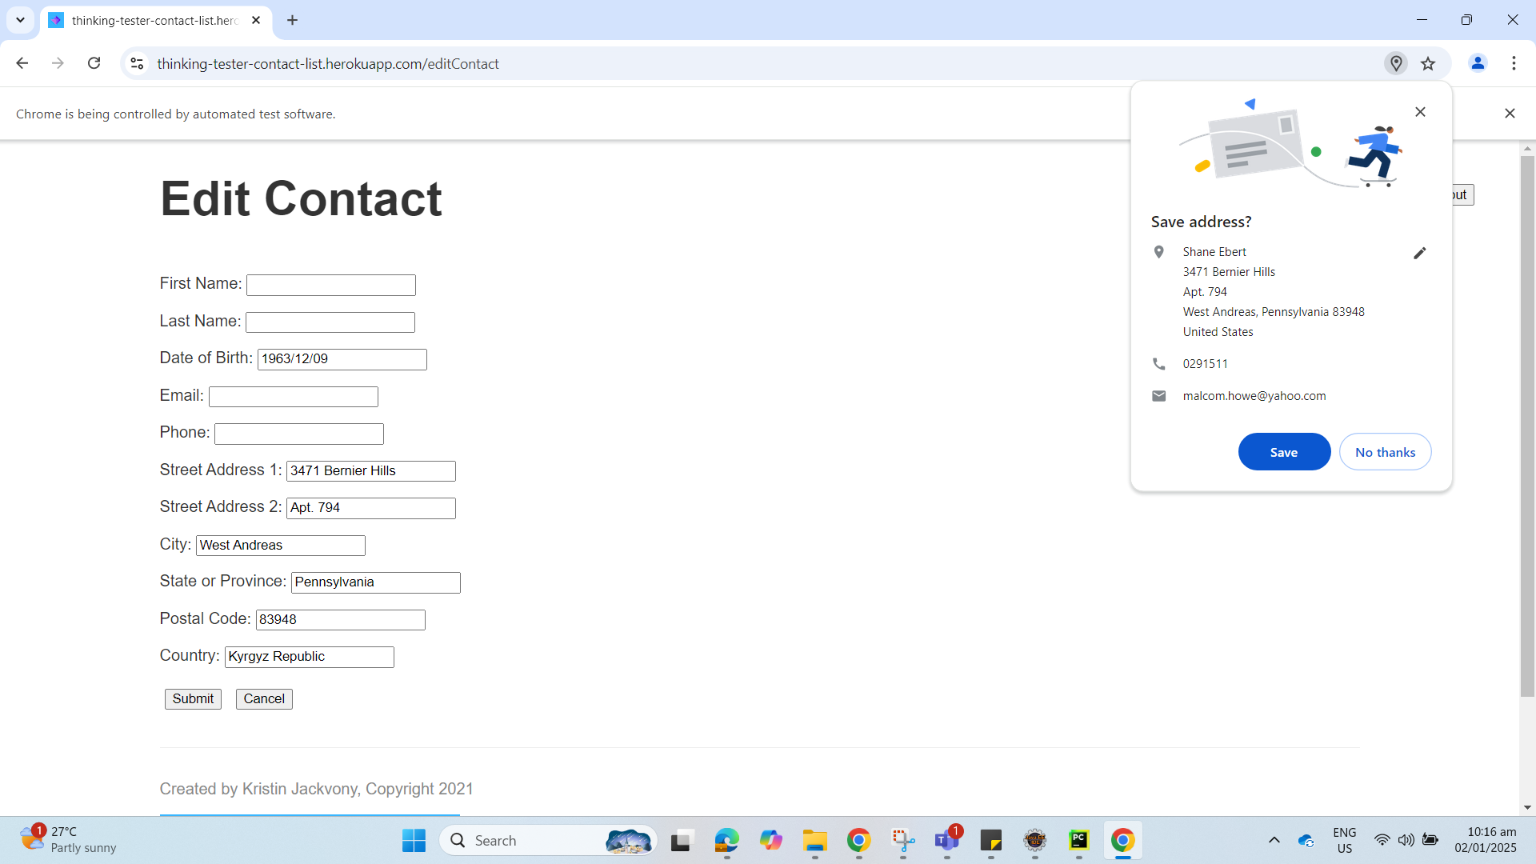 thinking-tester-contact-list.herc
thinking-tester-contact-list.herokuapp.com/editContact
Chrome is being controlled by automated test software.
Edit Contact
out
First Name:
Last Name:
Date of Birth: 1963/12/09
Email:
Phone:
Street Address 1: 3471 Bernier Hills
Street Address 2: Apt. 794
City: West Andreas
State or Province: Pennsylvania
Postal Code: 83948
Country: Kyrgyz Republic
Submit Cancel
Created by Kristin Jackvony, Copyright 2021
Save address?
Shane Ebert
3471 Bernier Hills
Apt. 794
West Andreas, Pennsylvania 83948
United States
0291511
malcom.howe@yahoo.com
Save No thanks
1 27°C
Partly sunny
Search
1
PC
ENG
US
10:16 am
02/01/2025